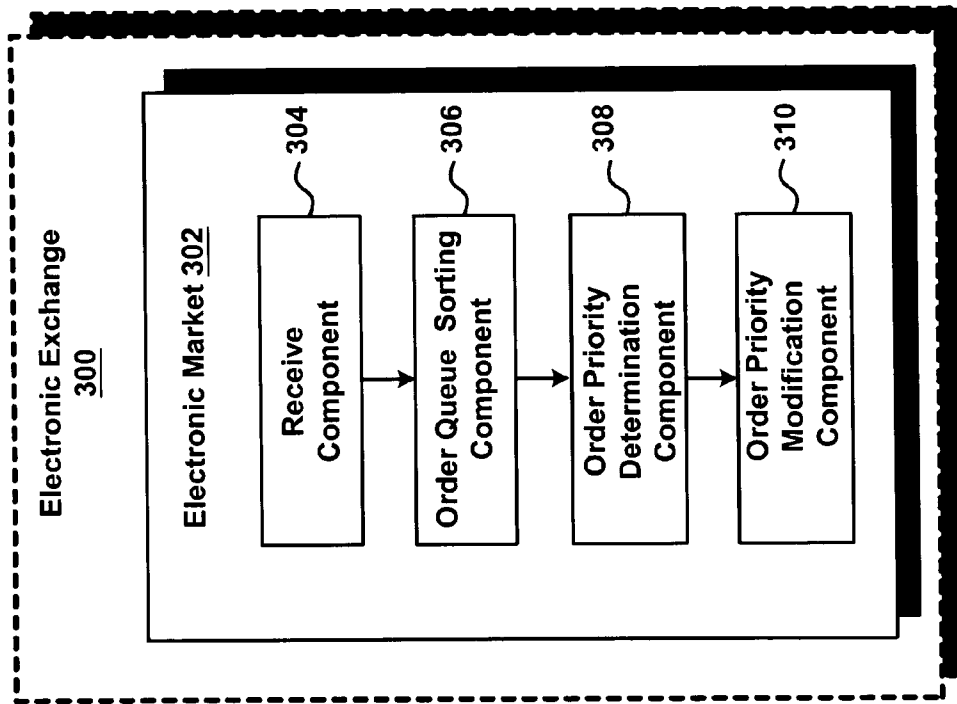 Electronic Exchange
300
Electronic Market 302
Receive
Component
304
Order Queue Sorting
Component
306
Order Priority
Determination
Component
308
Order Priority
Modification
Component
310